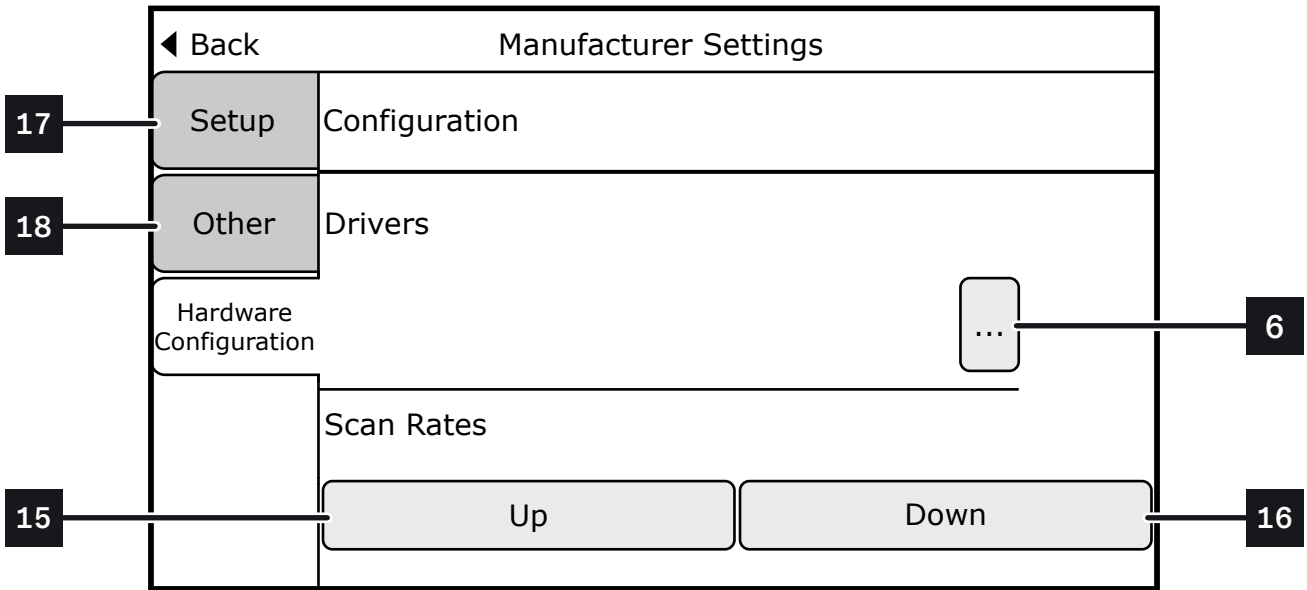 Back
Manufacturer Settings
17
Setup
Configuration
18
Other
Drivers
Hardware
Configuration
...
6
Scan Rates
15
Up
Down
16